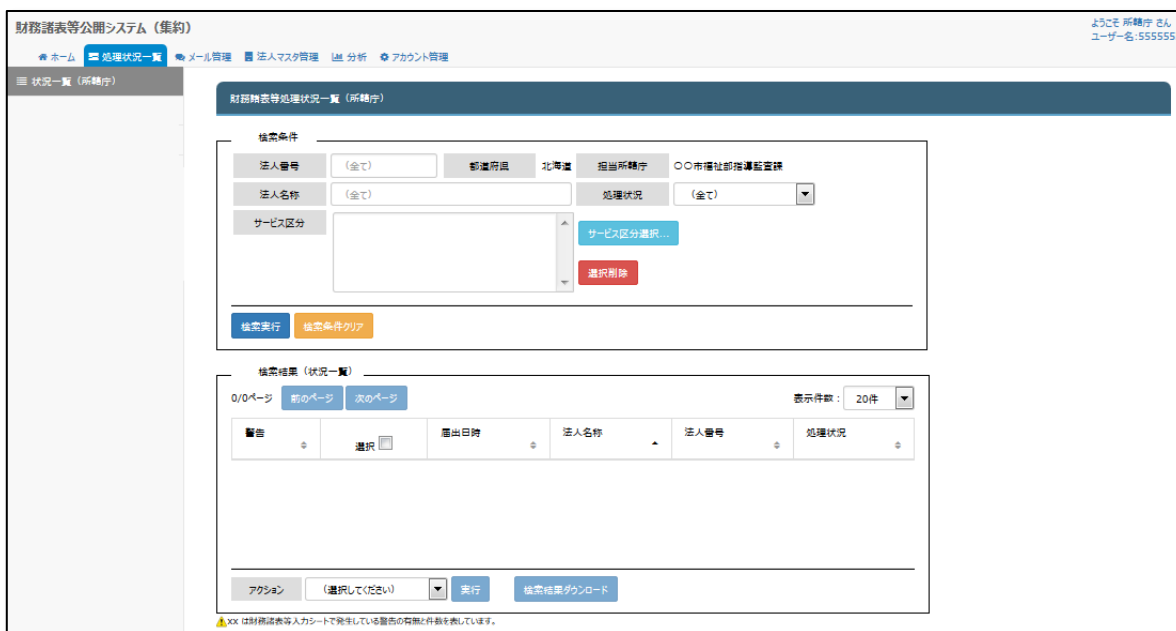 財務諸表等公開システム（集約）
ようこそ 所轄庁 さん
ユーザー名:555555
ホーム 処理状況一覧 メール管理 法人マスタ管理 分析 アカウント管理
状況一覧（所轄庁）
財務諸表等処理状況一覧（所轄庁）
検索条件
法人番号 （全て） 都道府県 北海道 担当所轄庁 〇〇市福祉部指導監査課
法人名称 （全て） 処理状況 （全て）
サービス区分 サービス区分選択...
選択削除
検索実行 検索条件クリア
検索結果（状況一覧）
0/0ページ 前のページ 次のページ 表示件数： 20件
警告 選択 届出日時 法人名称 法人番号 処理状況
アクション （選択してください） 実行 検索結果ダウンロード
xx は財務諸表等入力シートで発生している警告の有無と件数を表しています。